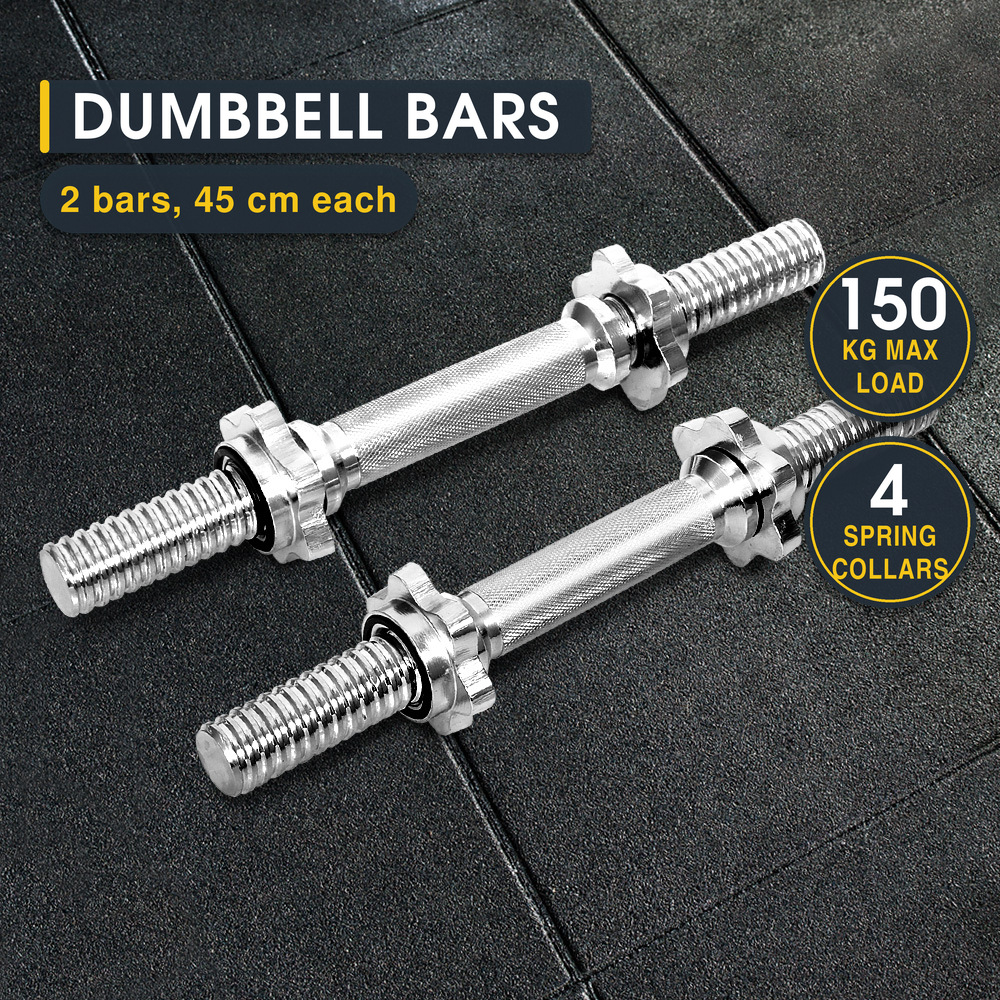 DUMBBELL BARS
2 bars, 45 cm each
150
KG MAX
LOAD
4
SPRING
COLLARS